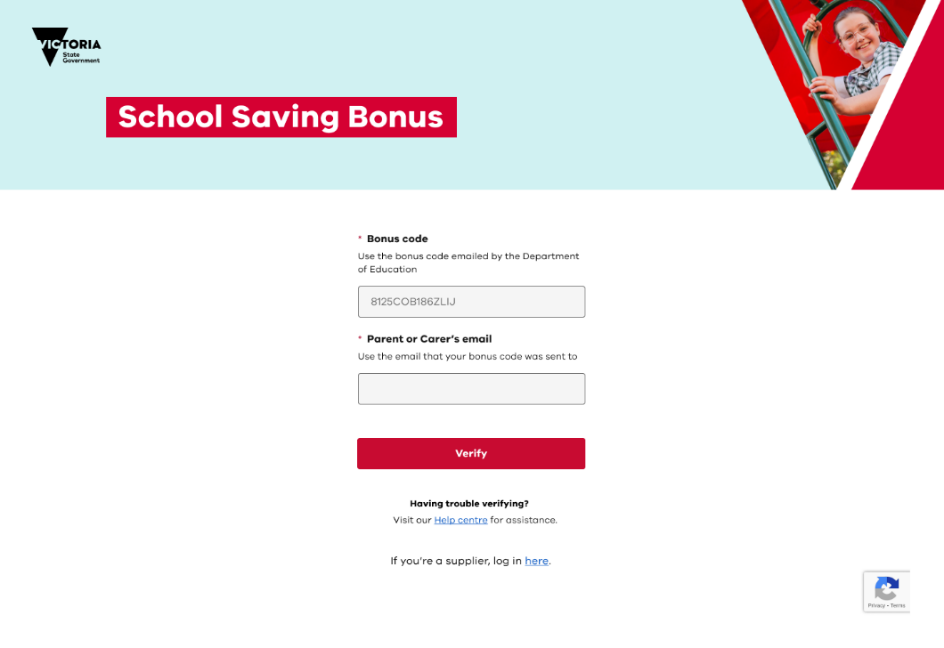 VICTORIA
State
Government
School Saving Bonus
* Bonus code
Use the bonus code emailed by the Department
of Education
8125COB186ZLIJ
* Parent or Carer's email
Use the email that your bonus code was sent to
Verify
Having trouble verifying?
Visit our Help centre for assistance.
If you're a supplier, log in here.
Privacy • Terms